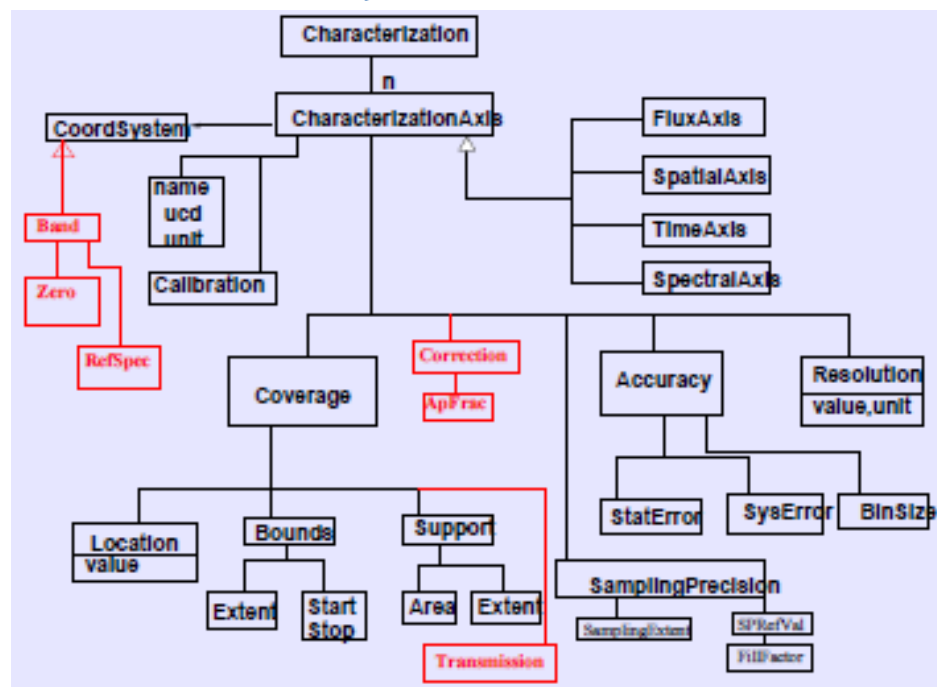 Characterization
n
CharacterizationAxis
CoordSystem
FluxAxis
SpatialAxis
TimeAxis
SpectralAxis
name
ucd
unit
Band
Calibration
Zero
RefSpec
Correction
ApFrac
Coverage
Accuracy
Resolution
value,unit
StatError
SysError
BinSize
Location
value
Bounds
Support
Extent
Start
Stop
Area
Extent
SamplingPrecision
SamplingExtent
SPRefVal
FillFactor
Transmission